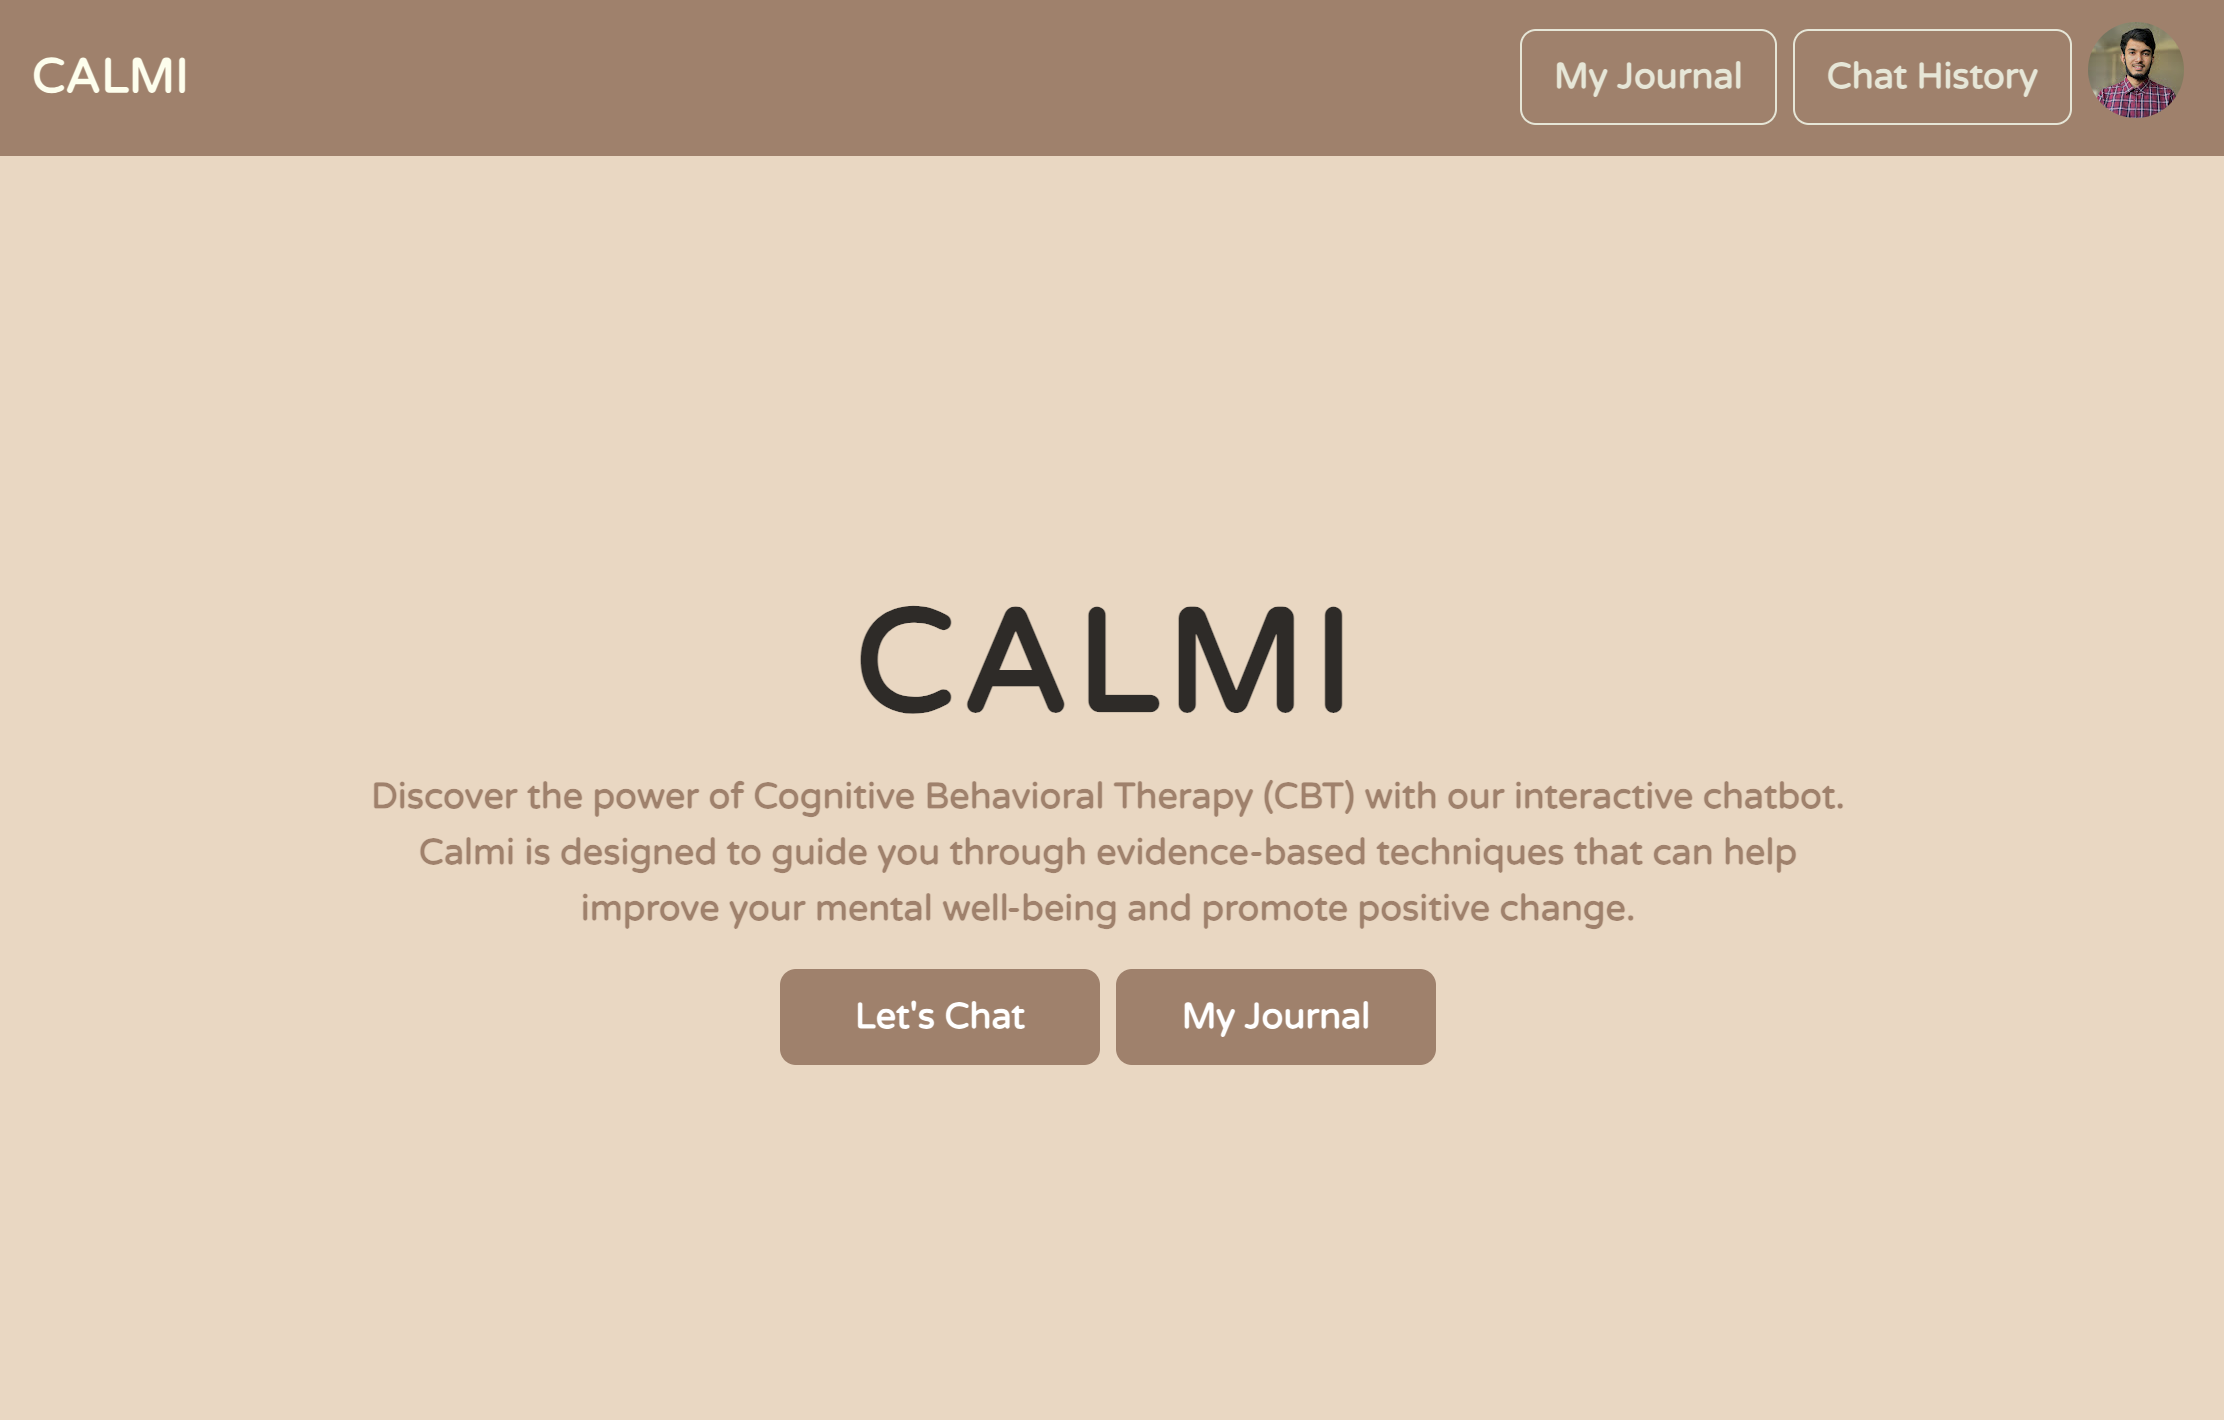 CALMI
My Journal
Chat History
CALMI
Discover the power of Cognitive Behavioral Therapy (CBT) with our interactive chatbot.
Calmi is designed to guide you through evidence-based techniques that can help
improve your mental well-being and promote positive change.
Let's Chat
My Journal